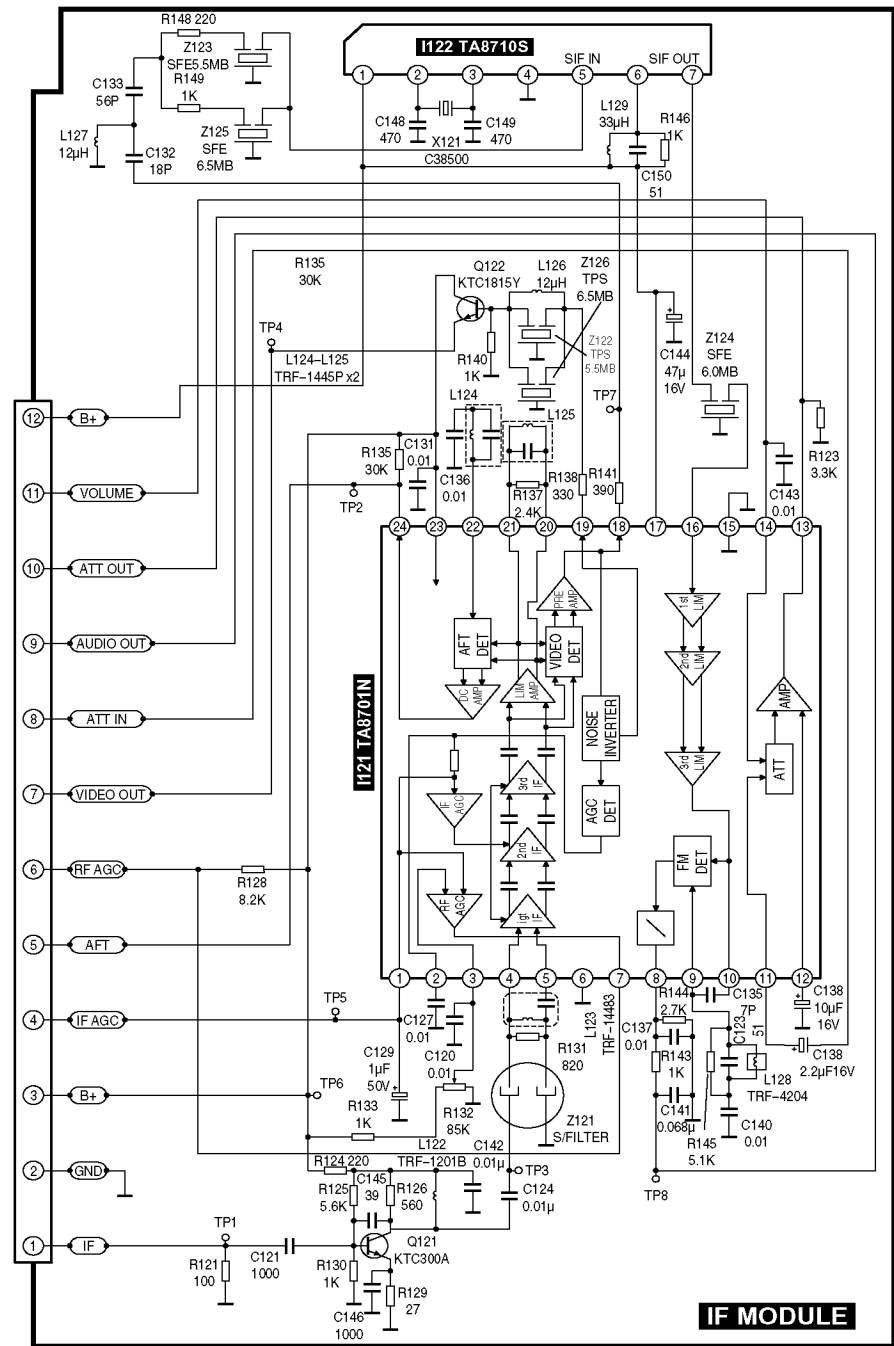 R148 220
Z123
SFE5.5MB
R149
1K
C133
56P
Z125
SFE
6.5MB
L127
12μH
C132
18P
I122 TA8710S
SIF IN
SIF OUT
1
2
3
4
5
6
7
C148
470
X121
C38500
C149
470
L129
33μH
R146
1K
C150
51
R135
30K
Q122
KTC1815Y
L126
12μH
Z126
TPS
6.5MB
Z122
TPS
5.5MB
TP4
L124–L125
TRF–1445P x2
R140
1K
C144
47μ
16V
Z124
SFE
6.0MB
TP7
L124
L125
12
B+
R135
30K
C131
0.01
C136
0.01
R137
2.4K
R138
330
R141
390
C143
0.01
R123
3.3K
11
VOLUME
TP2
24
23
22
21
20
19
18
17
16
15
14
13
10
ATT OUT
9
AUDIO OUT
8
ATT IN
7
VIDEO OUT
6
RF AGC
5
AFT
4
IF AGC
3
B+
2
GND
1
IF
I121 TA8701N
AFT
DET
DC
AMP
LIM
AMP
VIDEO
DET
PRE
AMP
NOISE
INVERTER
AGC
DET
IF
AGC
RF
AGC
3rd
IF
2nd
IF
igt
IF
1st
LIM
2nd
LIM
3rd
LIM
FM
DET
AMP
ATT
R128
8.2K
1
2
3
4
5
6
7
8
9
10
11
12
TP5
TP6
C127
0.01
C120
0.01
C129
1μF
50V
R133
1K
R132
85K
L122
TRF–1201B
C142
0.01μ
R131
820
Z121
S/FILTER
L123
TRF–14483
R144
2.7K
C135
7P
C137
0.01
R143
1K
C123
51
C138
10μF
16V
C138
2.2μF16V
L128
TRF–4204
C141
0.068μ
R145
5.1K
C140
0.01
TP8
R124 220
R125
5.6K
C145
39
R126
560
TP3
C124
0.01μ
TP1
R121
100
C121
1000
R130
1K
Q121
KTC300A
C146
1000
R129
27
IF MODULE